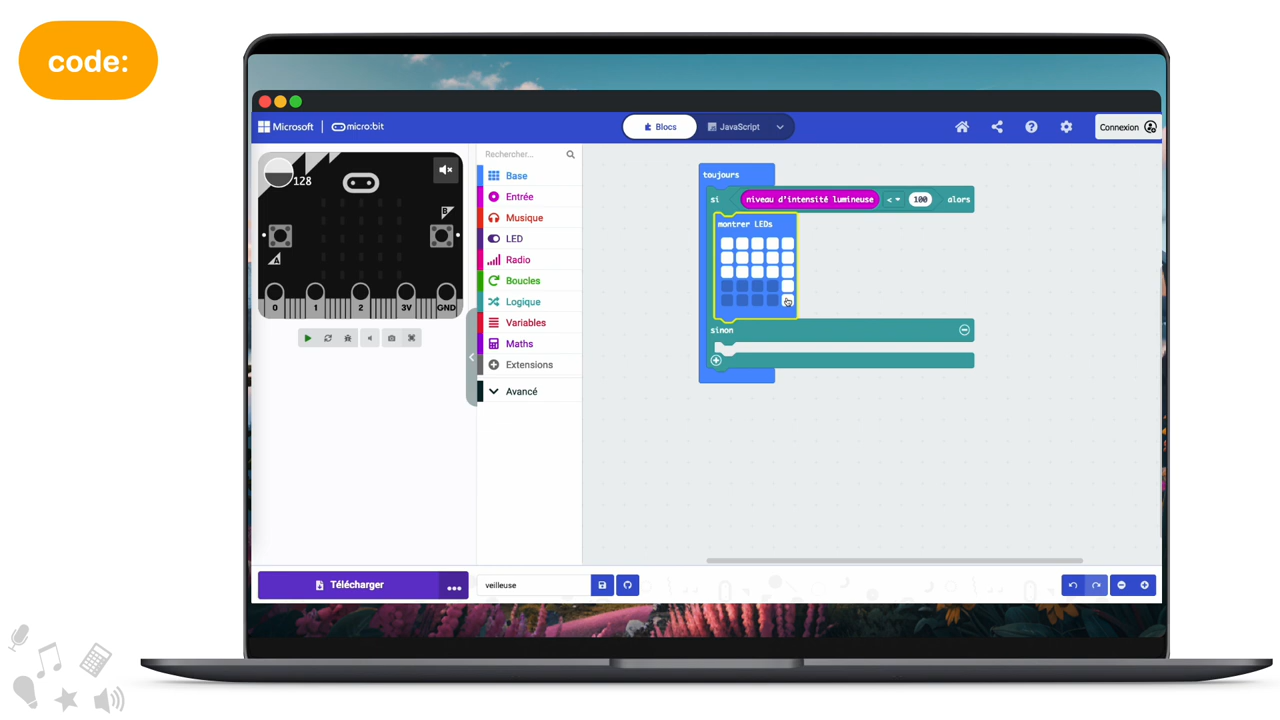 code:
Microsoft
micro:bit
Blocs
JavaScript
Connexion
128
A
B
0
1
2
3V
GND
Rechercher...
Base
Entrée
Musique
LED
Radio
Boucles
Logique
Variables
Maths
Extensions
Avancé
toujours
si niveau d'intensité lumineuse < 100 alors
montrer LEDs
sinon
Télécharger
veilleuse